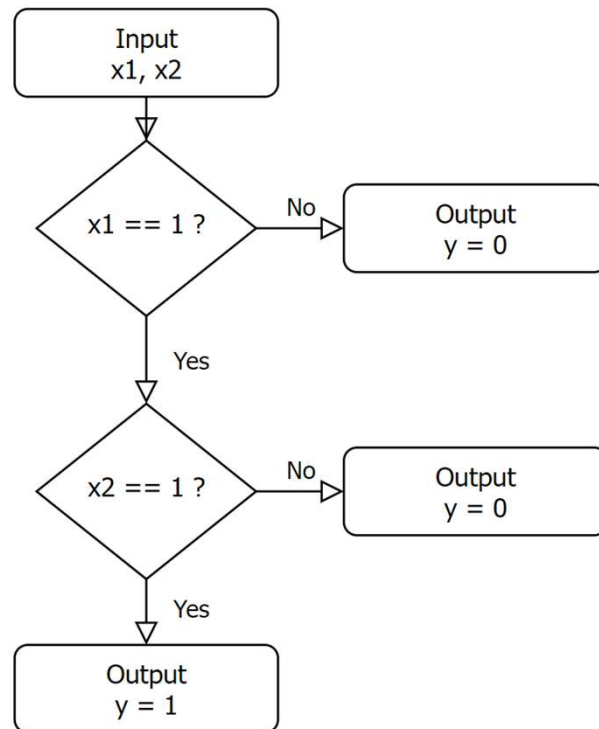 Input
x1, x2
x1 == 1 ?
No
Output
y = 0
Yes
x2 == 1 ?
No
Output
y = 0
Yes
Output
y = 1